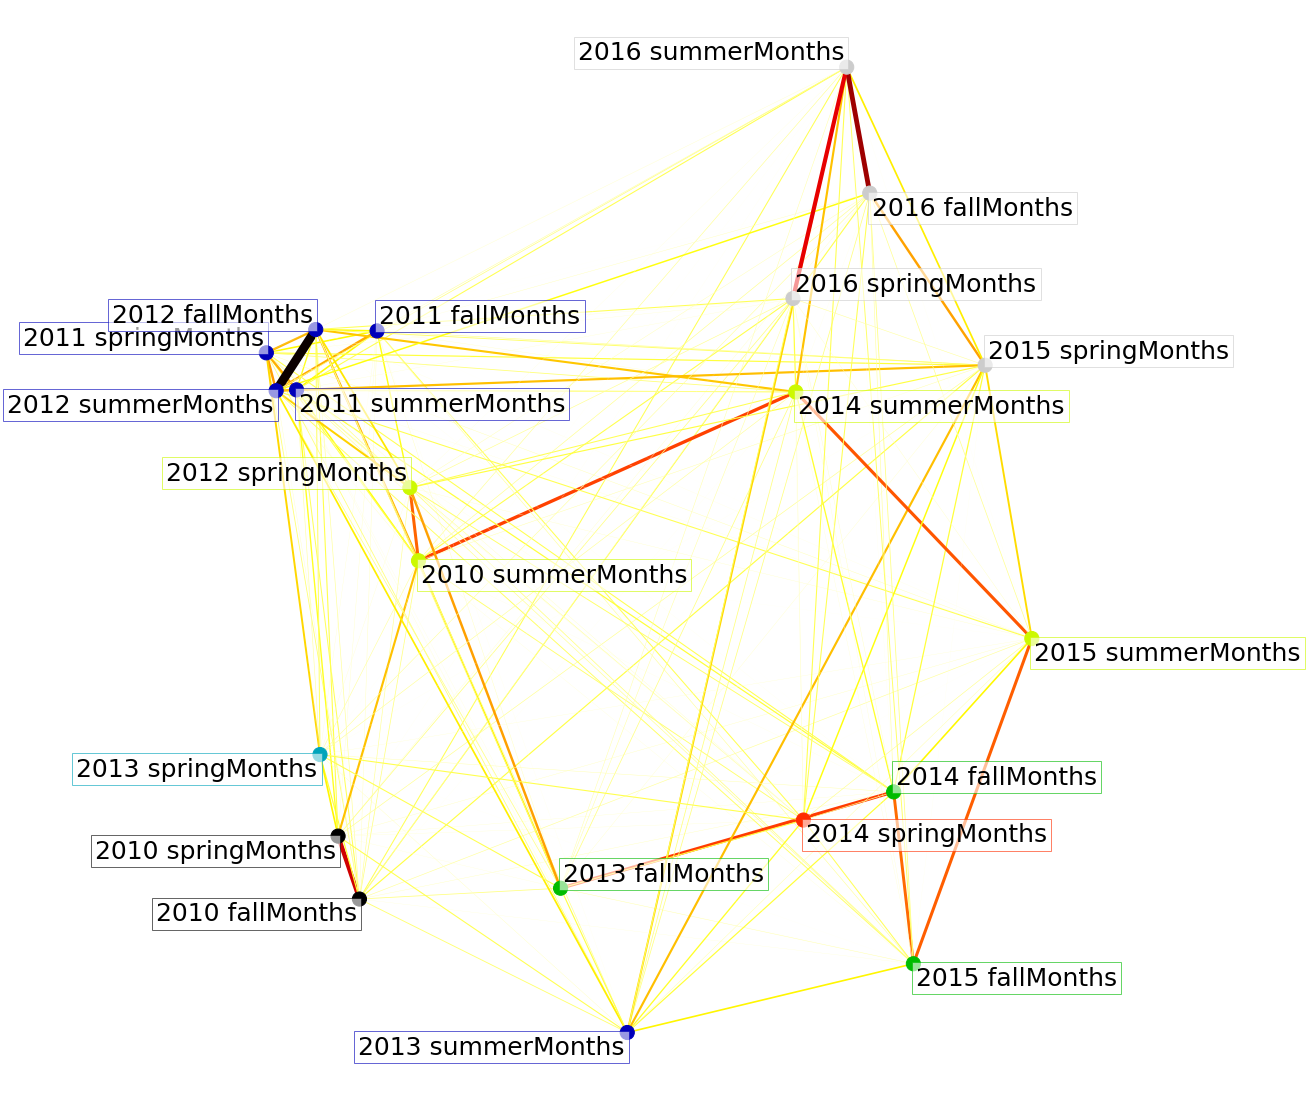 2016 summerMonths
2016 fallMonths
2016 springMonths
2012 fallMonths
2011 fallMonths
2011 springMonths
2015 springMonths
2012 summerMonths
2011 summerMonths
2014 summerMonths
2012 springMonths
2010 summerMonths
2015 summerMonths
2013 springMonths
2014 fallMonths
2014 springMonths
2010 springMonths
2013 fallMonths
2010 fallMonths
2015 fallMonths
2013 summerMonths